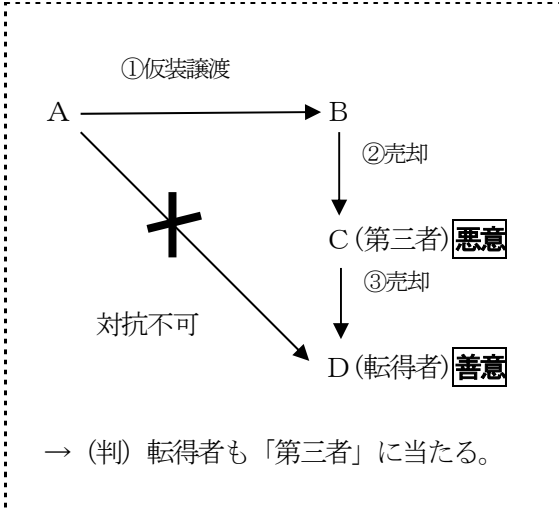 ①仮装譲渡
A B
②売却
C(第三者)悪意
③売却
対抗不可
D(転得者)善意
→（判）転得者も「第三者」に当たる。